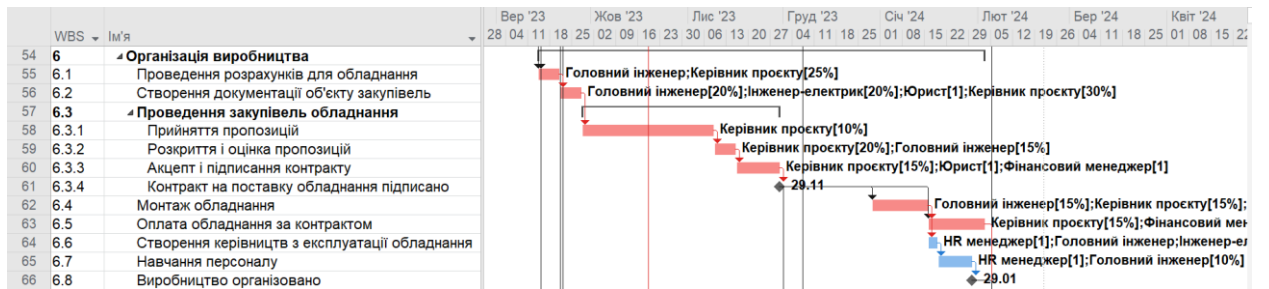 Вер '23 Жов '23 Лис '23 Груд '23 Січ '24 Лют '24 Бер '24 Квіт '24
WBS Ім'я 28 04 11 18 25 02 09 16 23 30 06 13 20 27 04 11 18 25 01 08 15 22 29 05 12 19 26 04 11 18 25 01 08 15 22
54 6 Організація виробництва
55 6.1 Проведення розрахунків для обладнання Головний інженер;Керівник проєкту[25%]
56 6.2 Створення документації об'єкту закупівель Головний інженер[20%];Інженер-електрик[20%];Юрист[1];Керівник проєкту[30%]
57 6.3 Проведення закупівель обладнання
58 6.3.1 Прийняття пропозицій Керівник проєкту[10%]
59 6.3.2 Розкриття і оцінка пропозицій Керівник проєкту[20%];Головний інженер[15%]
60 6.3.3 Акцепт і підписання контракту Керівник проєкту[15%];Юрист[1];Фінансовий менеджер[1]
61 6.3.4 Контракт на поставку обладнання підписано 29.11
62 6.4 Монтаж обладнання Головний інженер[15%];Керівник проєкту[15%];
63 6.5 Оплата обладнання за контрактом Керівник проєкту[15%];Фінансовий мен
64 6.6 Створення керівництв з експлуатації обладнання HR менеджер[1];Головний інженер;Інженер-ел
65 6.7 Навчання персоналу HR менеджер[1];Головний інженер[10%]
66 6.8 Виробництво організовано 29.01